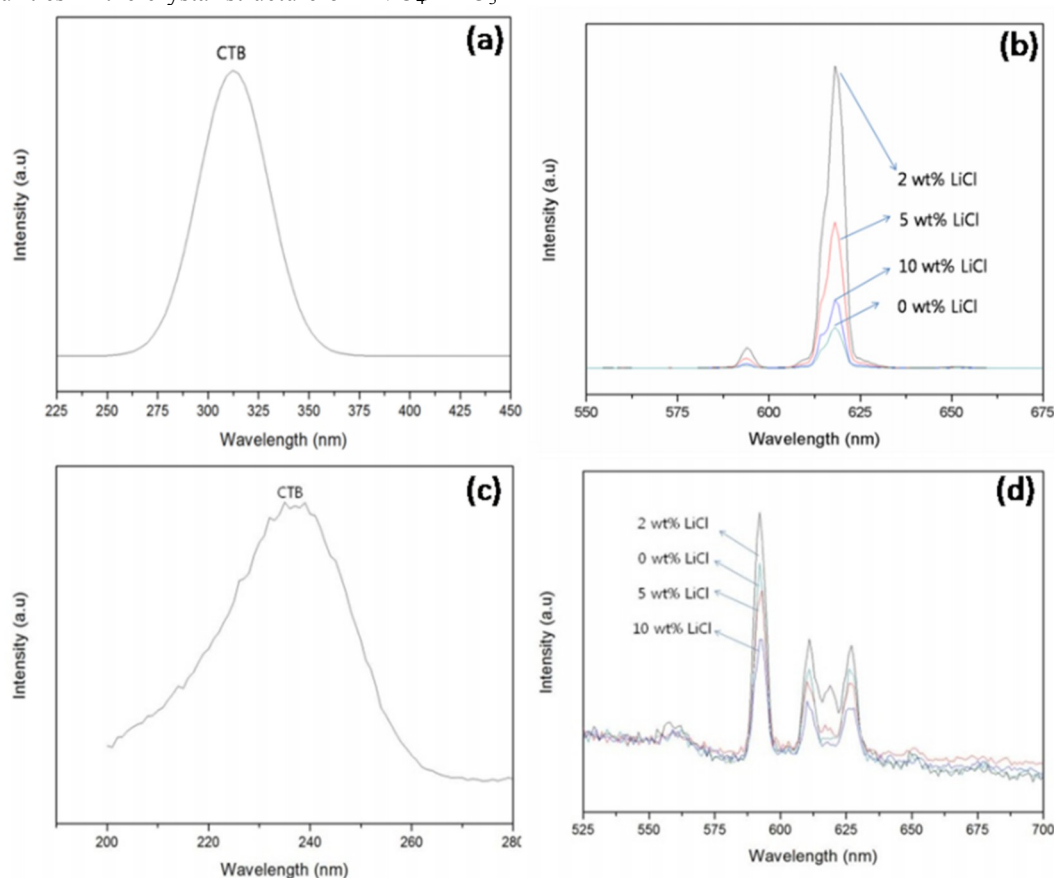 (a)
CTB
Intensity (a.u)
225 250 275 300 325 350 375 400 425 450
Wavelength (nm)
(b)
2 wt% LiCl
5 wt% LiCl
10 wt% LiCl
0 wt% LiCl
Intensity (a.u)
550 575 600 625 650 675
Wavelength (nm)
(c)
CTB
Intensity (a.u)
200 220 240 260 280
Wavelength (nm)
(d)
2 wt% LiCl
0 wt% LiCl
5 wt% LiCl
10 wt% LiCl
Intensity (a.u)
525 550 575 600 625 650 675 700
Wavelength (nm)